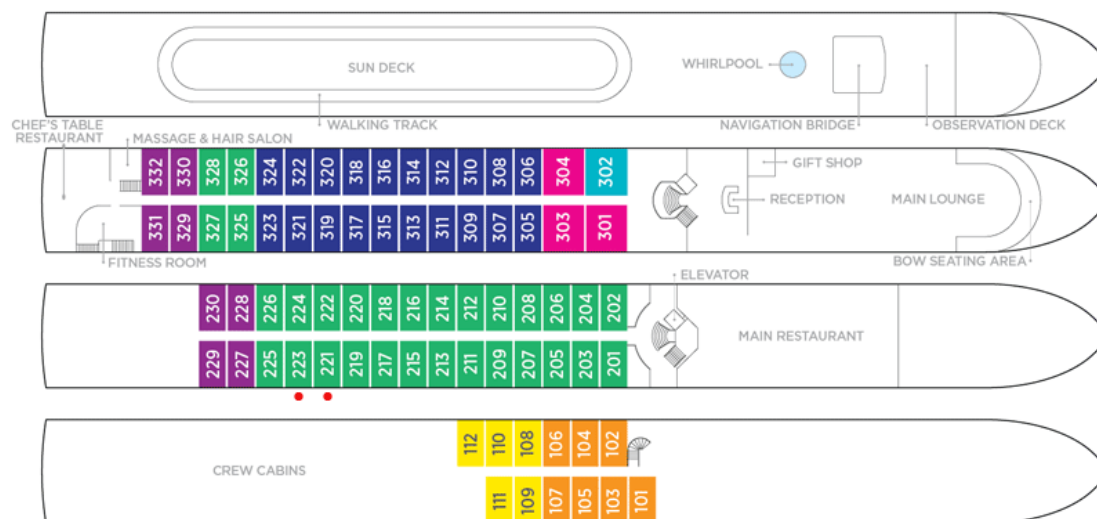 SUN DECK
WHIRLPOOL
WALKING TRACK
NAVIGATION BRIDGE
OBSERVATION DECK
CHEF'S TABLE
RESTAURANT
MASSAGE & HAIR SALON
332 330 328 326 324 322 320 318 316 314 312 310 308 306 304 302
GIFT SHOP
RECEPTION
MAIN LOUNGE
331 329 327 325 323 321 319 317 315 313 311 309 307 305 303 301
FITNESS ROOM
BOW SEATING AREA
ELEVATOR
230 228 226 224 222 220 218 216 214 212 210 208 206 204 202
MAIN RESTAURANT
229 227 225 223 221 219 217 215 213 211 209 207 205 203 201
112 110 108 106 104 102
CREW CABINS
111 109 107 105 103 101